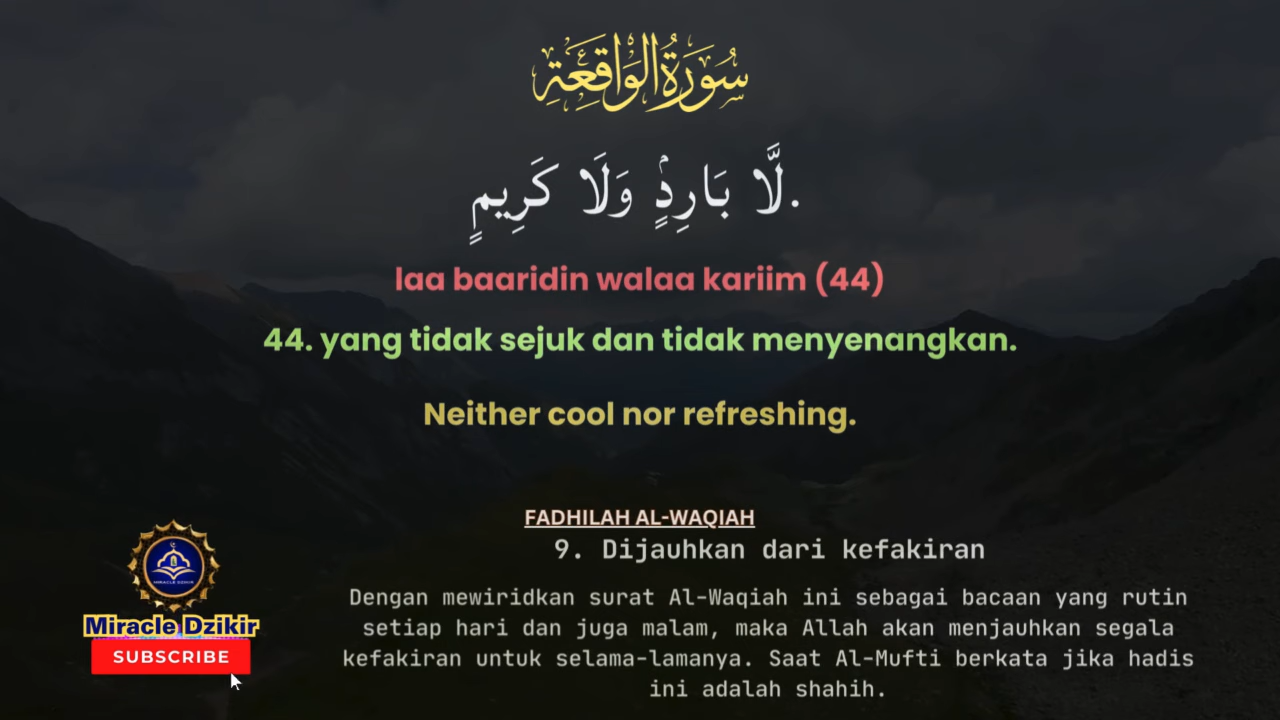 سُورَةُ الوَاقِعَةِ
لَّا بَارِدٍۢ وَلَا كَرِيمٍ.
laa baaridin walaa kariim (44)
44. yang tidak sejuk dan tidak menyenangkan.
Neither cool nor refreshing.
FADHILAH AL-WAQIAH
9. Dijauhkan dari kefakiran
Dengan mewiridkan surat Al-Waqiah ini sebagai bacaan yang rutin
setiap hari dan juga malam, maka Allah akan menjauhkan segala
kefakiran untuk selama-lamanya. Saat Al-Mufti berkata jika hadis
ini adalah shahih.
MIRACLE DZIKIR
Miracle Dzikir
SUBSCRIBE